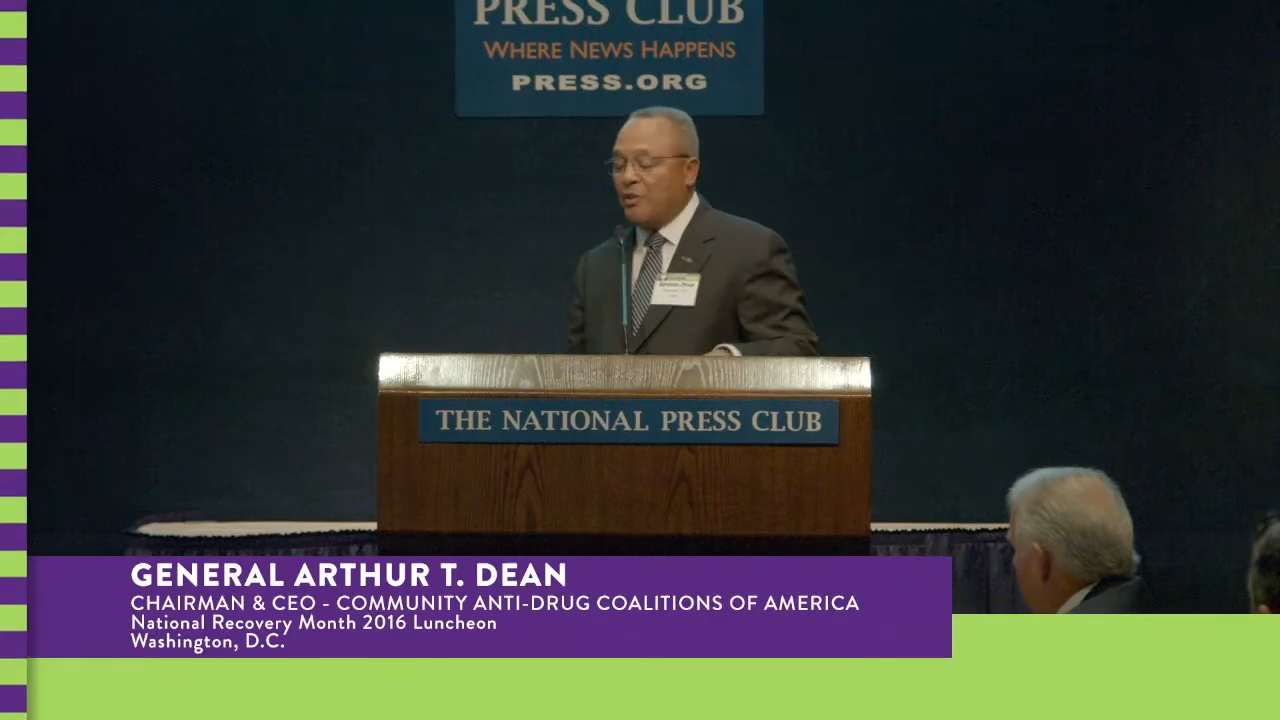 PRESS CLUB
WHERE NEWS HAPPENS
PRESS.ORG
THE NATIONAL PRESS CLUB
GENERAL ARTHUR T. DEAN
CHAIRMAN & CEO - COMMUNITY ANTI-DRUG COALITIONS OF AMERICA
National Recovery Month 2016 Luncheon
Washington, D.C.